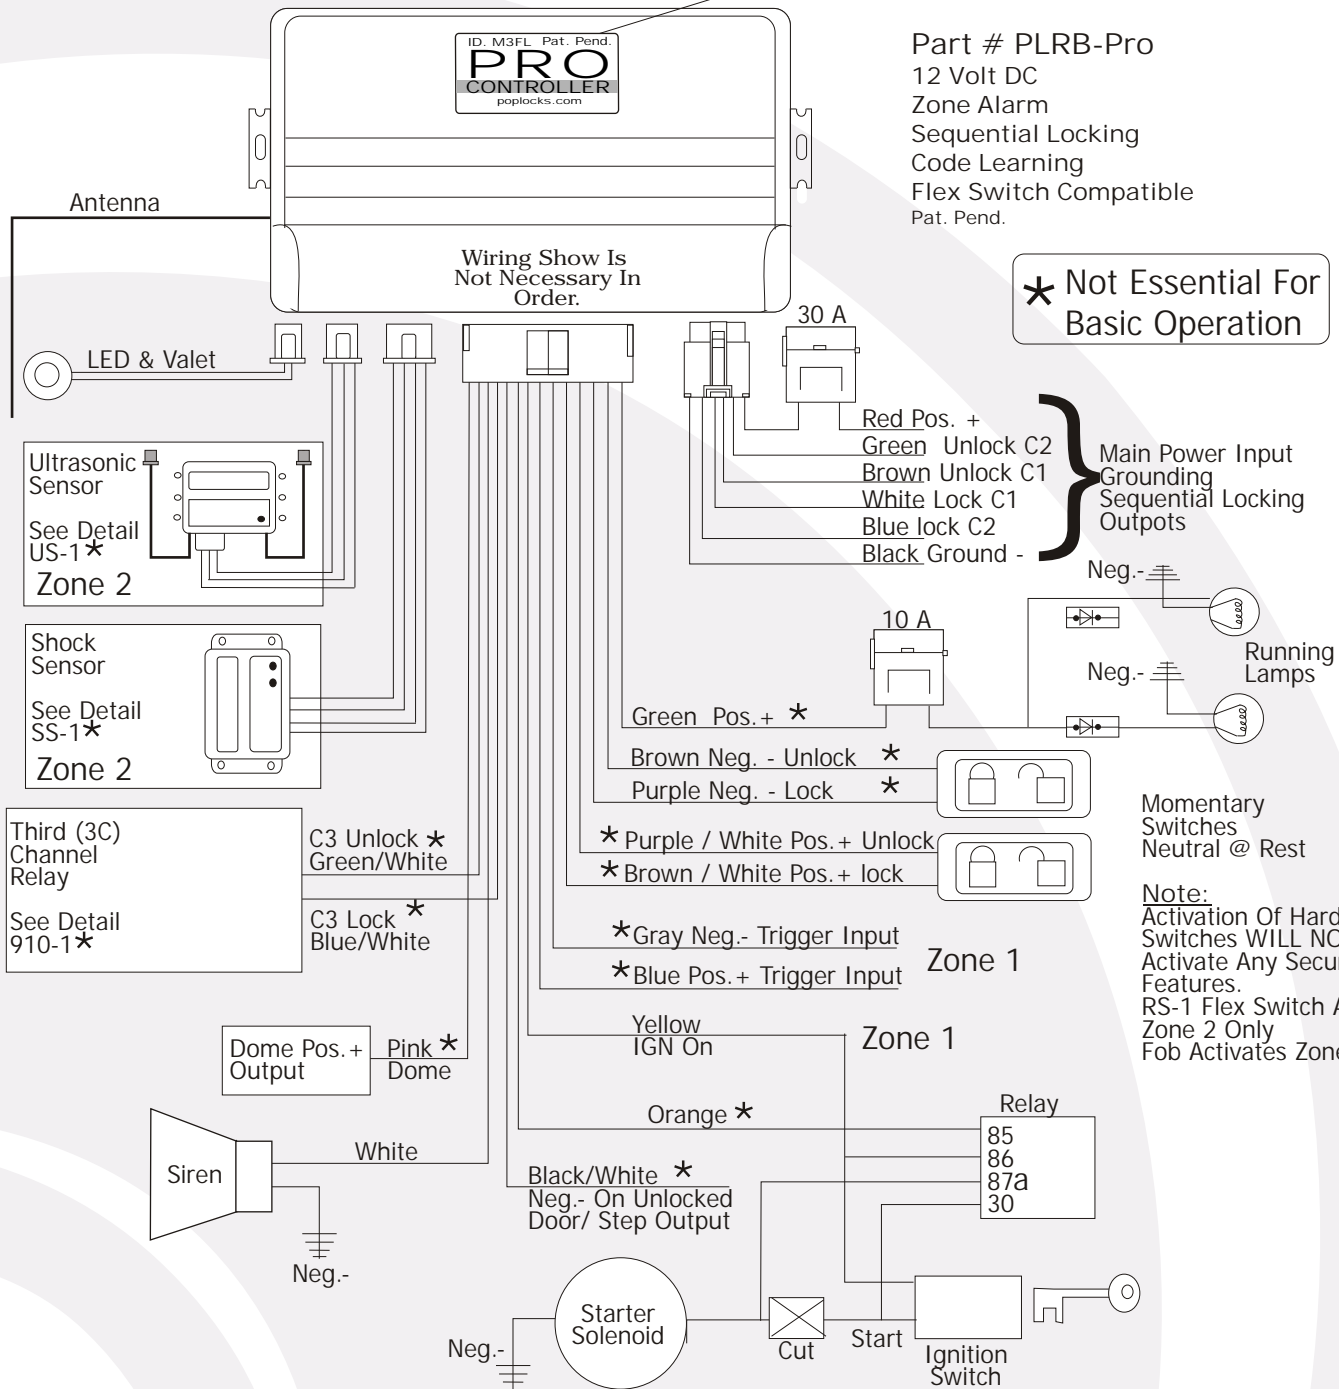 ID. M3FL Pat. Pend.
PRO
CONTROLLER
poplocks.com
Part # PLRB-Pro
12 Volt DC
Zone Alarm
Sequential Locking
Code Learning
Flex Switch Compatible
Pat. Pend.
Antenna
Wiring Show Is
Not Necessary In
Order.
* Not Essential For
Basic Operation
30 A
LED & Valet
Red Pos. +
Green Unlock C2
Brown Unlock C1
White Lock C1
Blue lock C2
Black Ground -
Main Power Input
Grounding
Sequential Locking
Outpots
Ultrasonic
Sensor
See Detail
US-1*
Zone 2
Neg.-
10 A
Running
Lamps
Neg.-
Shock
Sensor
See Detail
SS-1*
Zone 2
Green Pos.+ *
Brown Neg. - Unlock *
Purple Neg. - Lock *
* Purple / White Pos.+ Unlock
* Brown / White Pos.+ lock
Momentary
Switches
Neutral @ Rest
Third (3C)
Channel
Relay
See Detail
910-1*
C3 Unlock *
Green/White
C3 Lock *
Blue/White
* Gray Neg.- Trigger Input
* Blue Pos.+ Trigger Input
Zone 1
Note:
Activation Of Hard
Switches WILL NO
Activate Any Secu
Features.
RS-1 Flex Switch A
Zone 2 Only
Fob Activates Zone
Yellow
IGN On
Zone 1
Dome Pos.+
Output
Pink *
Dome
Orange *
Relay
85
86
87a
30
Siren
White
Neg.-
Black/White *
Neg.- On Unlocked
Door/ Step Output
Starter
Solenoid
Neg.-
Cut
Start
Ignition
Switch